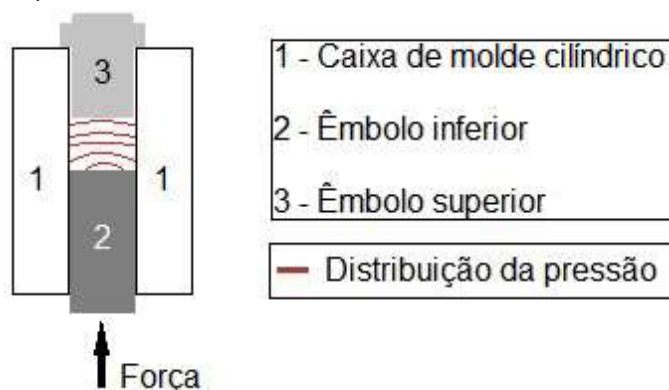 3
1
1
2
Força
1 - Caixa de molde cilíndrico
2 - Êmbolo inferior
3 - Êmbolo superior
Distribuição da pressão